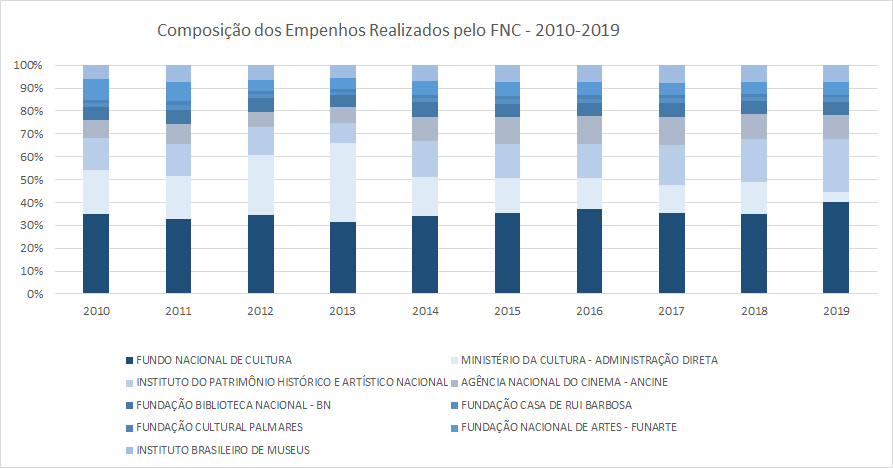 Composição dos Empenhos Realizados pelo FNC - 2010-2019
100%
90%
80%
70%
60%
50%
40%
30%
20%
10%
0%
2010 2011 2012 2013 2014 2015 2016 2017 2018 2019
FUNDO NACIONAL DE CULTURA MINISTÉRIO DA CULTURA - ADMINISTRAÇÃO DIRETA
INSTITUTO DO PATRIMÔNIO HISTÓRICO E ARTÍSTICO NACIONAL AGÊNCIA NACIONAL DO CINEMA - ANCINE
FUNDAÇÃO BIBLIOTECA NACIONAL - BN FUNDAÇÃO CASA DE RUI BARBOSA
FUNDAÇÃO CULTURAL PALMARES FUNDAÇÃO NACIONAL DE ARTES - FUNARTE
INSTITUTO BRASILEIRO DE MUSEUS